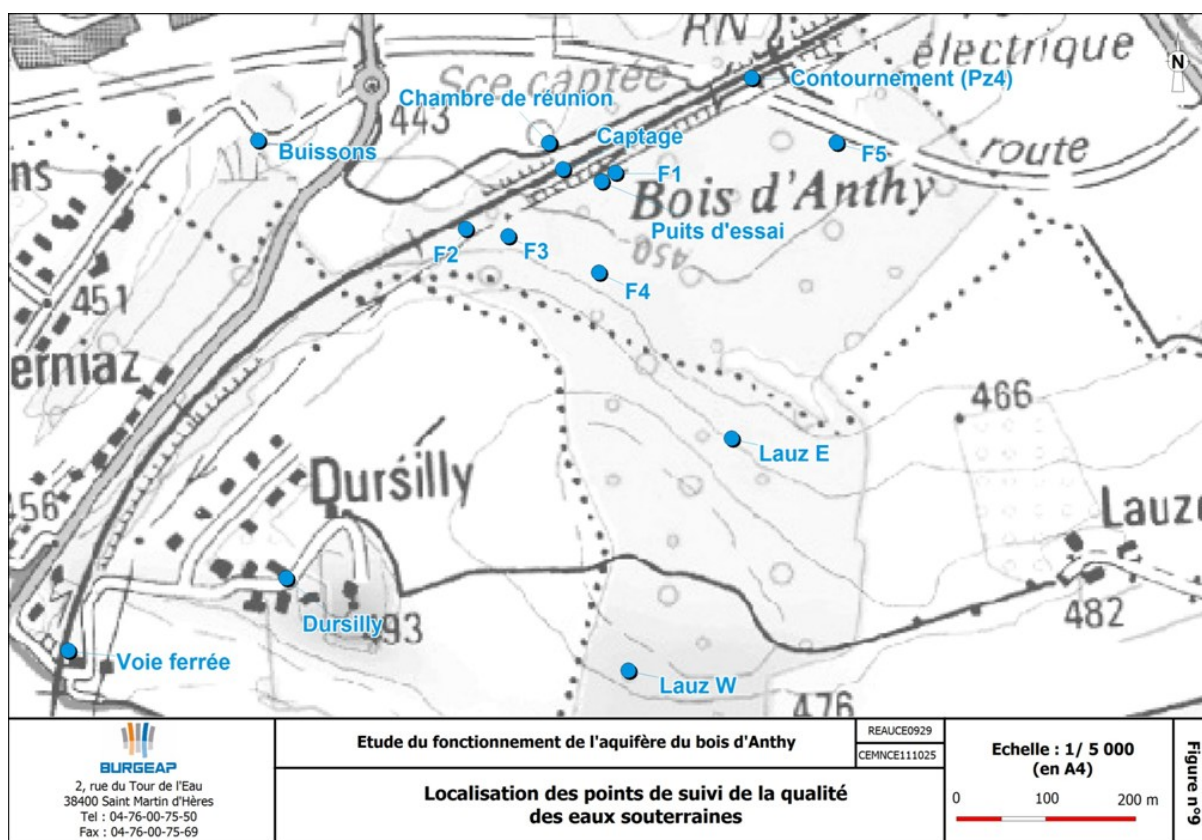 RN
électrique
N
Sce captée
Contournement (Pz4)
Chambre de réunion
443
Captage
Buissons
F5
route
ns
F1
Bois d'Anthy
Puits d'essai
F2
F3
450
F4
451
erniaz
466
Lauz E
Dursilly
456
Lauz
482
Dursilly
493
Voie ferrée
Lauz W
476
BURGEAP
2, rue du Tour de l'Eau
38400 Saint Martin d'Hères
Tel : 04-76-00-75-50
Fax : 04-76-00-75-69
Etude du fonctionnement de l'aquifère du bois d'Anthy
REAUCE0929
CEMNCE111025
Localisation des points de suivi de la qualité
des eaux souterraines
Echelle : 1/ 5 000
(en A4)
0 100 200 m
Figure n°9